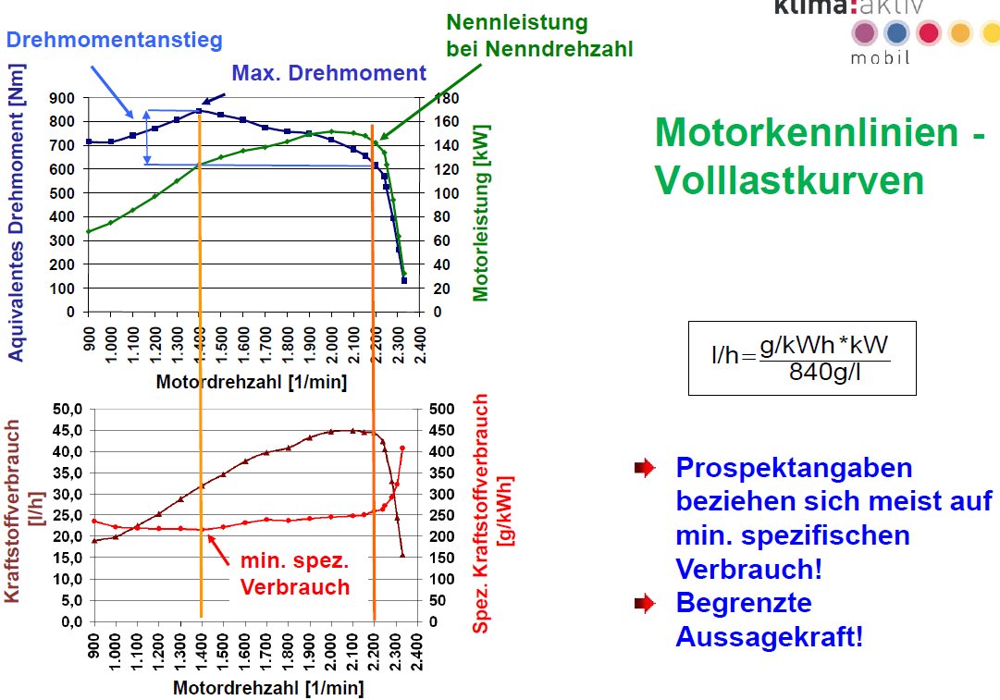 klima:aktiv
mobil
Drehmomentanstieg
Nennleistung
bei Nenndrehzahl
Max. Drehmoment
Motorkennlinien -
Volllastkurven
Aquivalentes Drehmoment [Nm]
900
800
700
600
500
400
300
200
100
0
180
160
140
120
100
80
60
40
20
0
Motorleistung [kW]
900
1.000
1.100
1.200
1.300
1.400
1.500
1.600
1.700
1.800
1.900
2.000
2.100
2.200
2.300
2.400
Motordrehzahl [1/min]
l/h=g/kWh*kW
840g/l
Kraftstoffverbrauch
[l/h]
50,0
45,0
40,0
35,0
30,0
25,0
20,0
15,0
10,0
5,0
0,0
500
450
400
350
300
250
200
150
100
50
0
Spez. Kraftstoffverbrauch
[g/kWh]
min. spez.
Verbrauch
900
1.000
1.100
1.200
1.300
1.400
1.500
1.600
1.700
1.800
1.900
2.000
2.100
2.200
2.300
2.400
Motordrehzahl [1/min]
Prospektangaben
beziehen sich meist auf
min. spezifischen
Verbrauch!
Begrenzte
Aussagekraft!